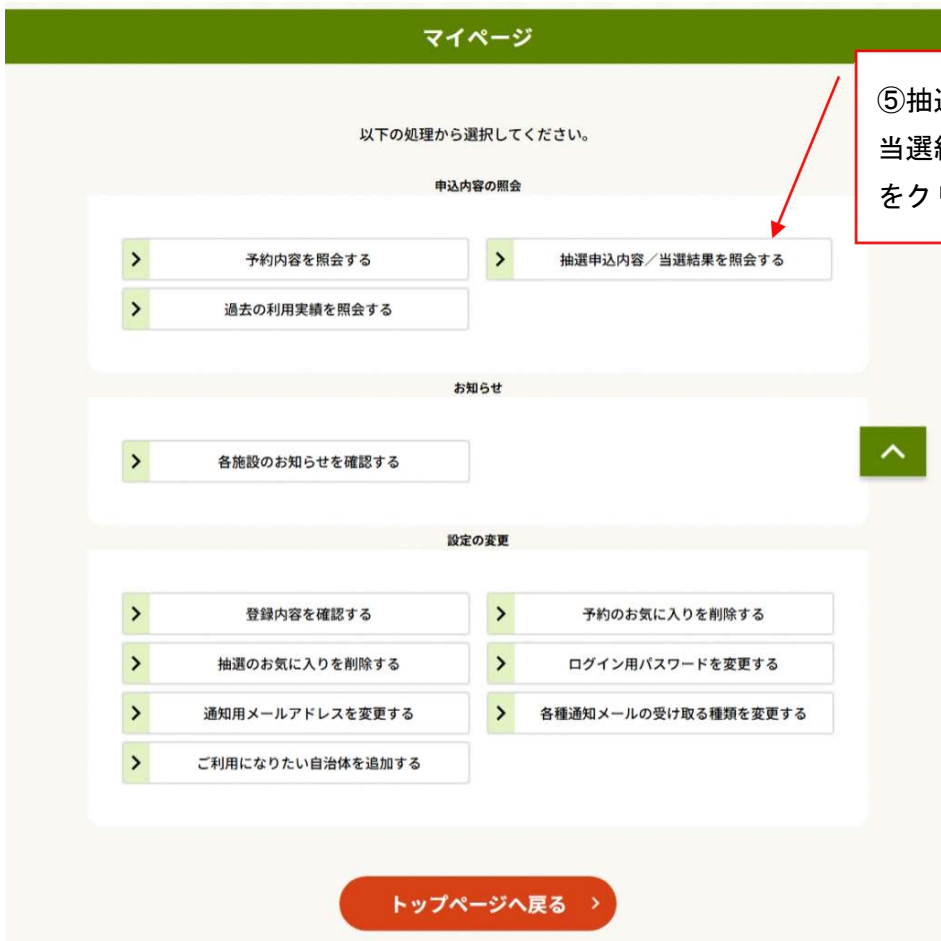 マイページ
⑤抽
当選
をク
以下の処理から選択してください。
申込内容の照会
予約内容を照会する
抽選申込内容／当選結果を照会する
過去の利用実績を照会する
お知らせ
各施設のお知らせを確認する
設定の変更
登録内容を確認する
予約のお気に入りを削除する
抽選のお気に入りを削除する
ログイン用パスワードを変更する
通知用メールアドレスを変更する
各種通知メールの受け取る種類を変更する
ご利用になりたい自治体を追加する
トップページへ戻る